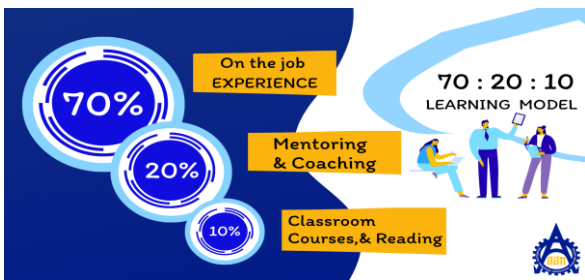 70%
On the job
EXPERIENCE
20%
Mentoring
& Coaching
10%
Classroom
Courses,& Reading
70 : 20 : 10
LEARNING MODEL